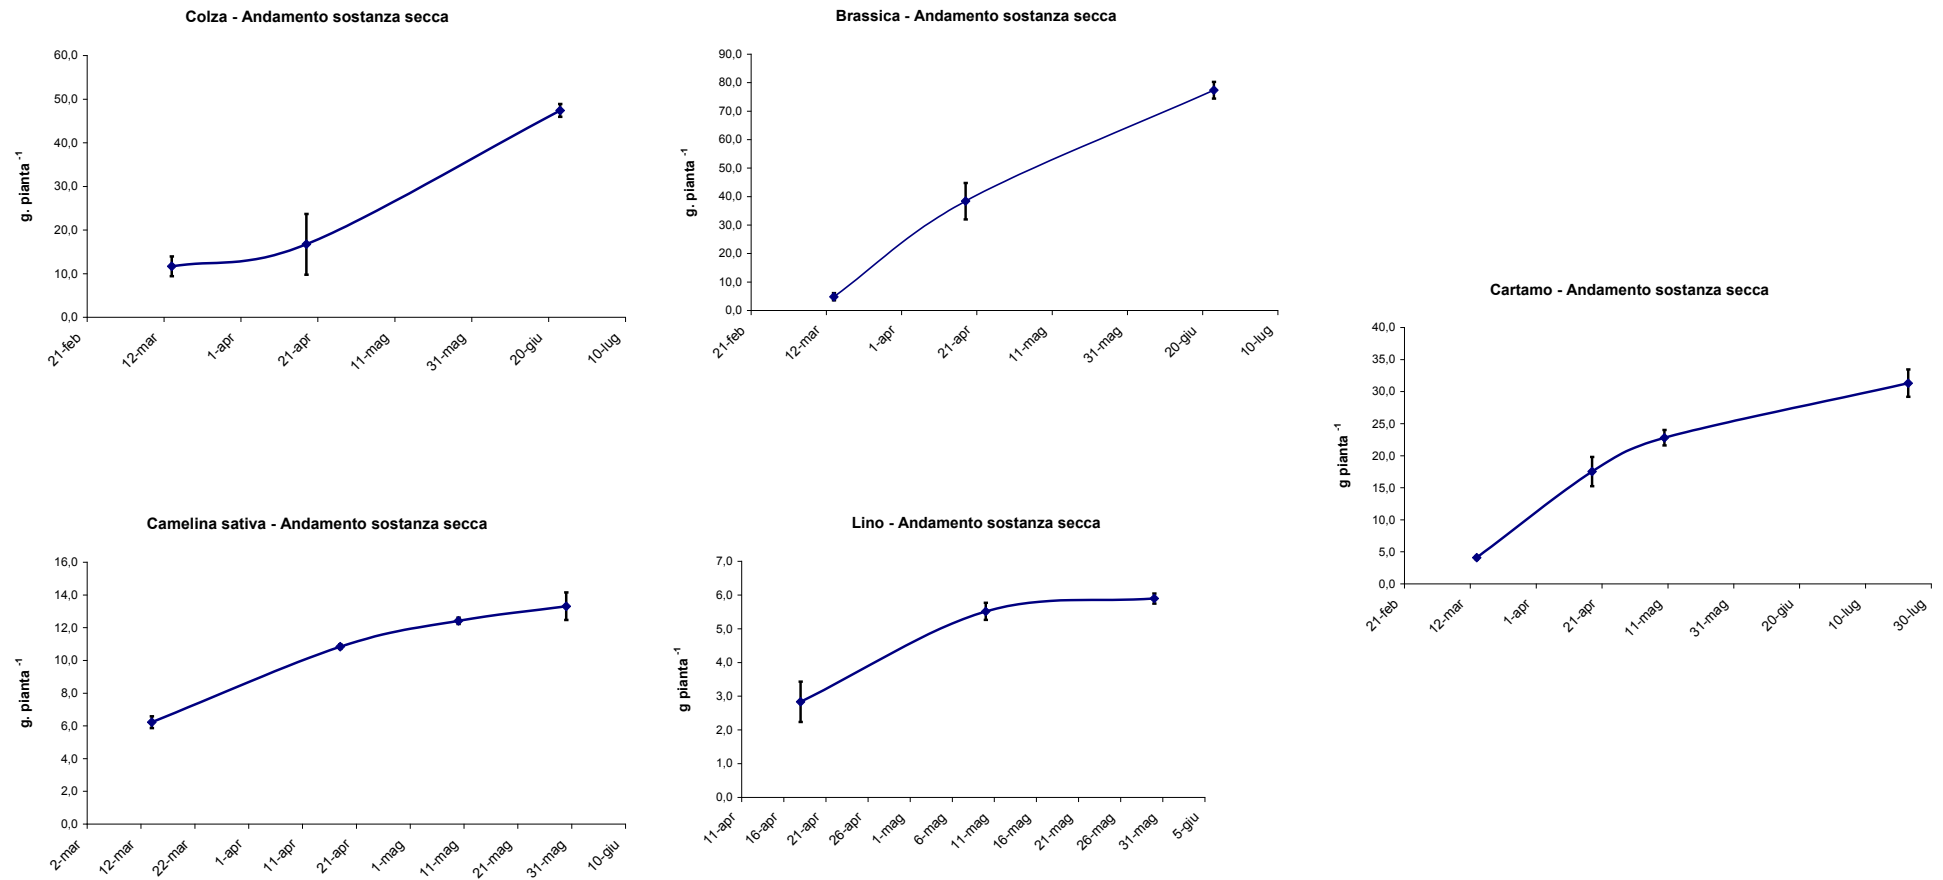 Colza - Andamento sostanza secca
60,0
50,0
40,0
30,0
20,0
10,0
0,0
g. pianta -1
21-feb
12-mar
1-apr
21-apr
11-mag
31-mag
20-giu
10-lug
Brassica - Andamento sostanza secca
90,0
80,0
70,0
60,0
50,0
40,0
30,0
20,0
10,0
0,0
g. pianta -1
21-feb
12-mar
1-apr
21-apr
11-mag
31-mag
20-giu
10-lug
Cartamo - Andamento sostanza secca
40,0
35,0
30,0
25,0
20,0
15,0
10,0
5,0
0,0
g pianta -1
21-feb
12-mar
1-apr
21-apr
11-mag
31-mag
20-giu
10-lug
30-lug
Camelina sativa - Andamento sostanza secca
16,0
14,0
12,0
10,0
8,0
6,0
4,0
2,0
0,0
g. pianta -1
2-mar
12-mar
22-mar
1-apr
11-apr
21-apr
1-mag
11-mag
21-mag
31-mag
10-giu
Lino - Andamento sostanza secca
7,0
6,0
5,0
4,0
3,0
2,0
1,0
0,0
g pianta -1
11-apr
16-apr
21-apr
26-apr
1-mag
6-mag
11-mag
16-mag
21-mag
26-mag
31-mag
5-giu